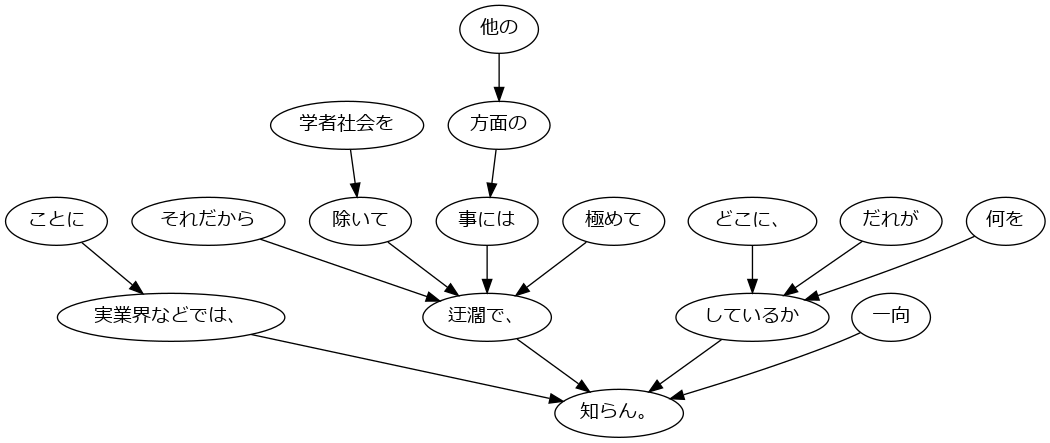 他の
学者社会を
方面の
ことに
それだから
除いて
事には
極めて
どこに、
だれが
何を
実業界などでは、
迂濶で、
しているか
一向
知らん。